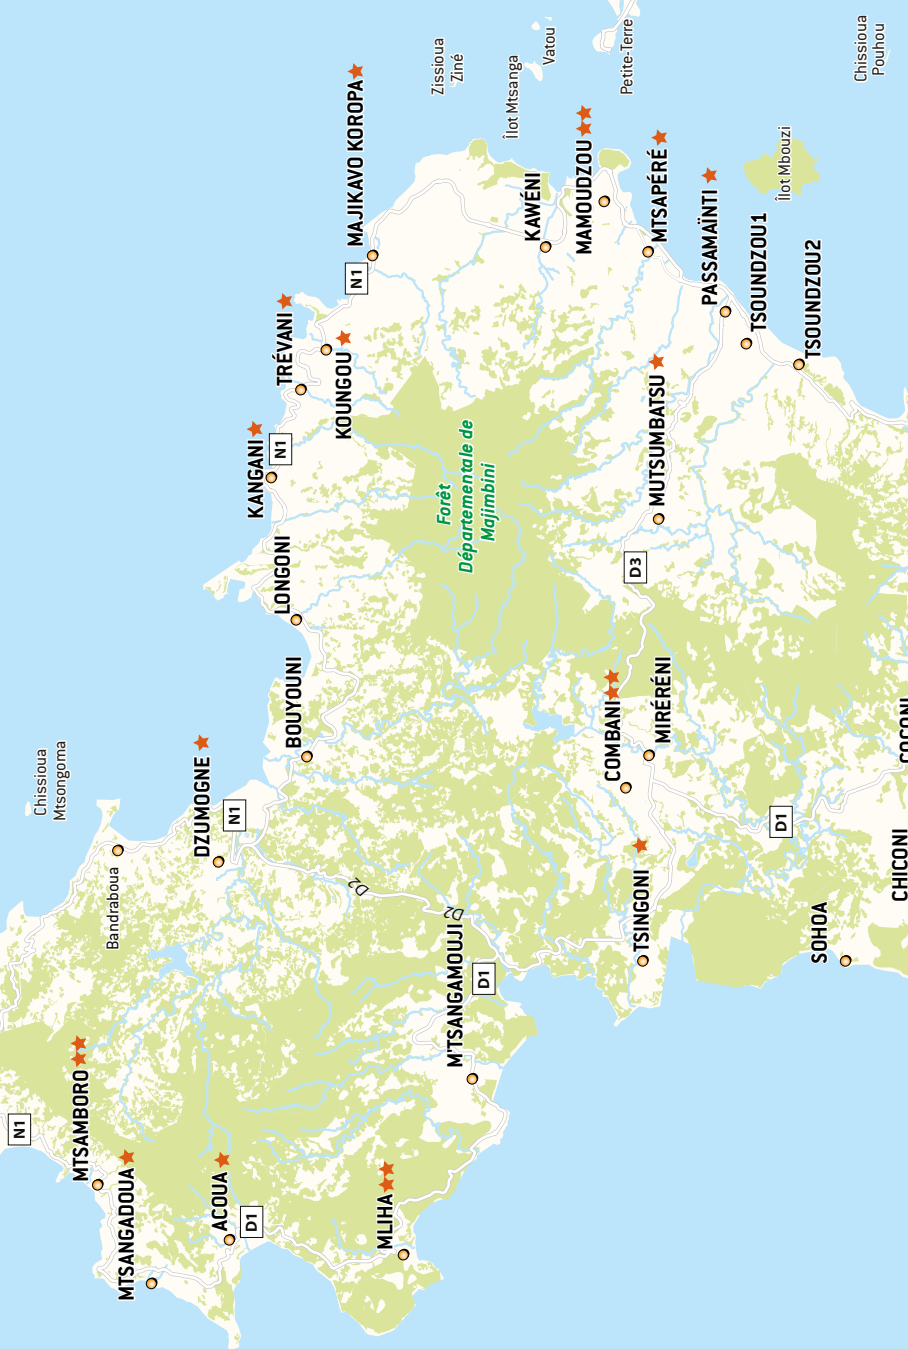 N1
Chissioua
Mtsongoma
MTSAMBORO
Bandraboua
MTSANGADOUA
DZUMOGNE
ACOUA
N1
D1
KANGANI
N1
LONGONI
TRÉVANI
BOUYOUNI
KOUNGOU
MAJIKAVO KOROPA
N1
D2
MLIHA
Zissioua
Ziné
Forêt
Départementale de
Majimbini
D2
M'TSANGAMOUJI
D1
Îlot Mtsanga
KAWÉNI
Vatou
MAMOUDZOU
COMBANI
Petite-Terre
D3
TSINGONI
MUTSUMBATSU
MTSAPÉRÉ
MIRÉRÉNI
PASSAMAÏNTI
TSOUNDZOU1
D1
Îlot Mbouzi
TSOUNDZOU2
SOHOA
Chissioua
Pouhou
CHICONI